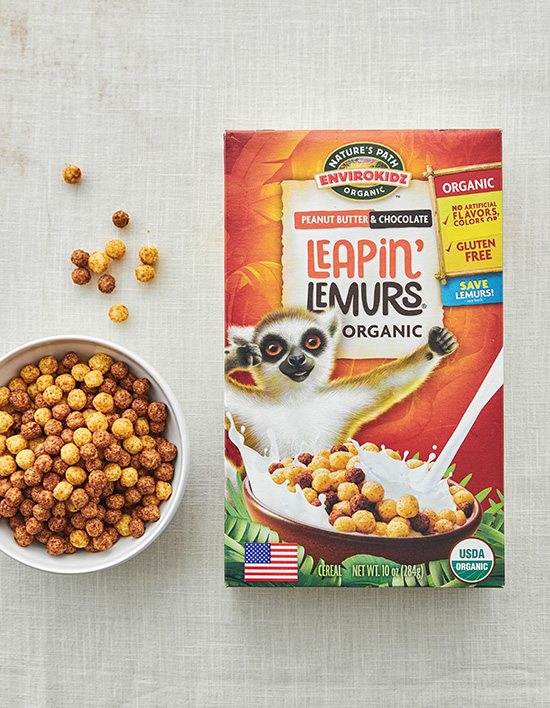 NATURE'S PATH
ENVIROKIDZ
ORGANIC
PEANUT BUTTER & CHOCOLATE
LEAPIN'
LEMURS®
ORGANIC
ORGANIC
NO ARTIFICIAL
FLAVORS,
COLORS OR
GLUTEN
FREE
SAVE
LEMURS!
CEREAL NET WT. 10 oz (284g)
USDA
ORGANIC